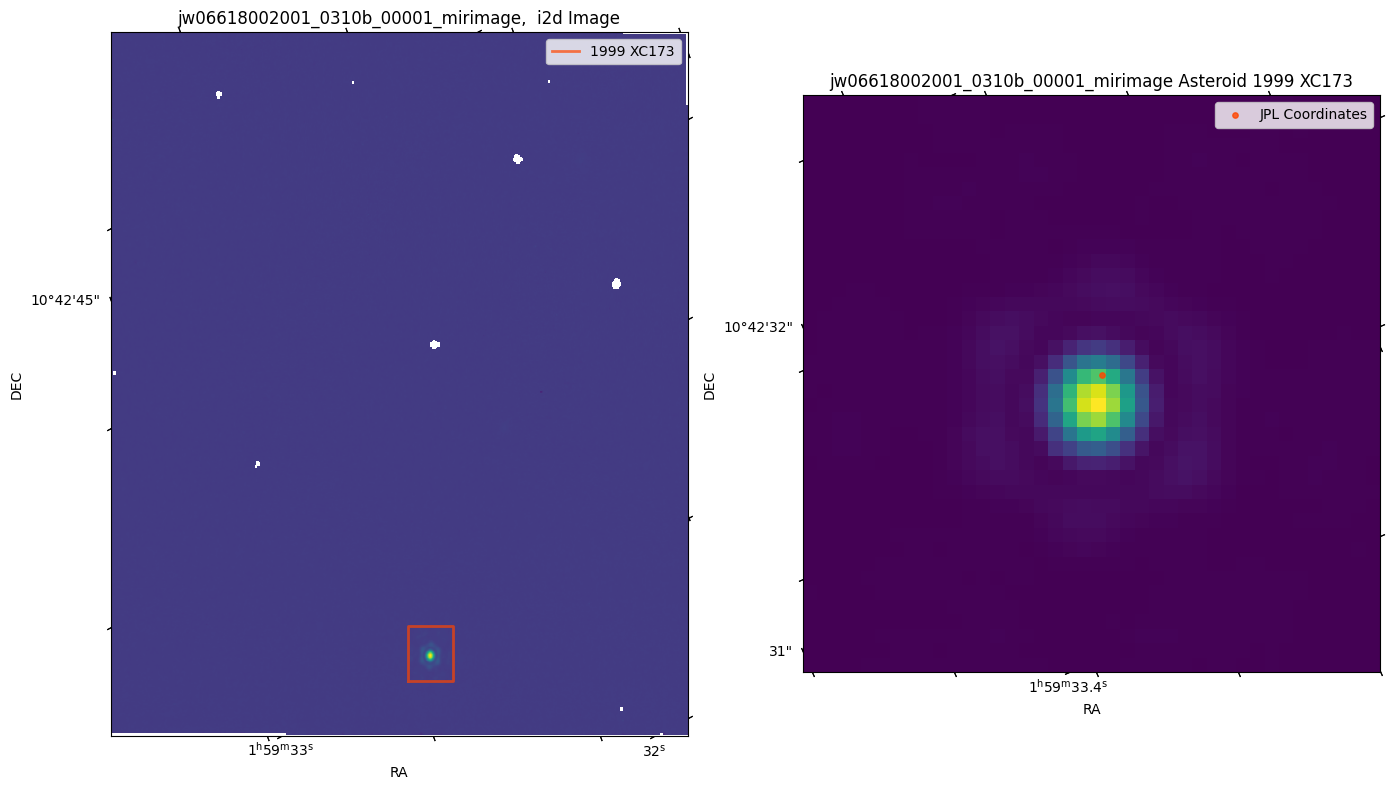 jw06618002001_0310b_00001_mirimage,  i2d Image
1999 XC173
10°42'45"
DEC
1h59m33s
32s
RA
jw06618002001_0310b_00001_mirimage Asteroid 1999 XC173
JPL Coordinates
10°42'32"
DEC
31"
1h59m33.4s
RA